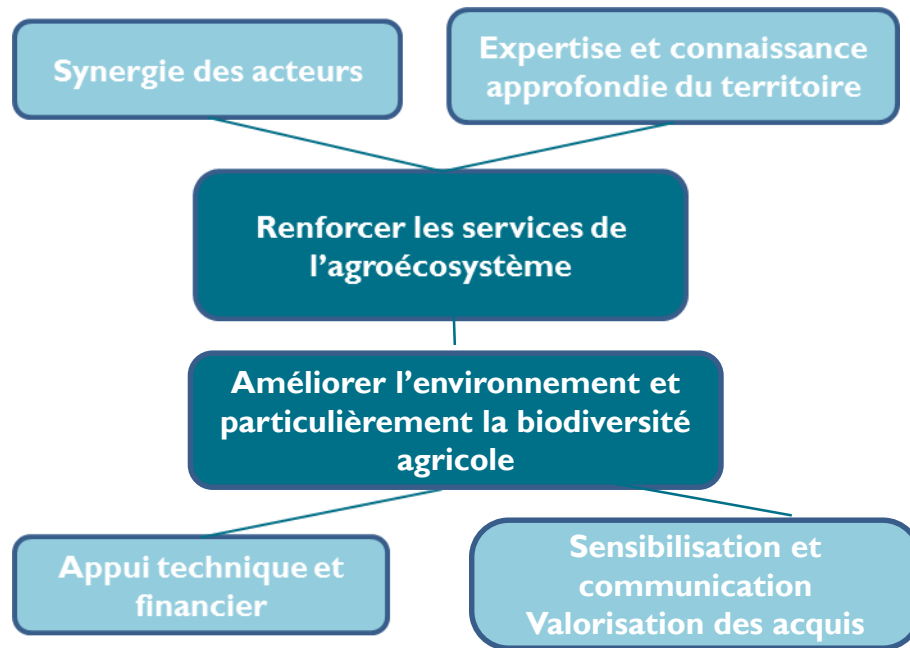 Synergie des acteurs
Expertise et connaissance
approfondie du territoire
Renforcer les services de
l’agroécosystème
Améliorer l’environnement et
particulièrement la biodiversité
agricole
Appui technique et
financier
Sensibilisation et
communication
Valorisation des acquis